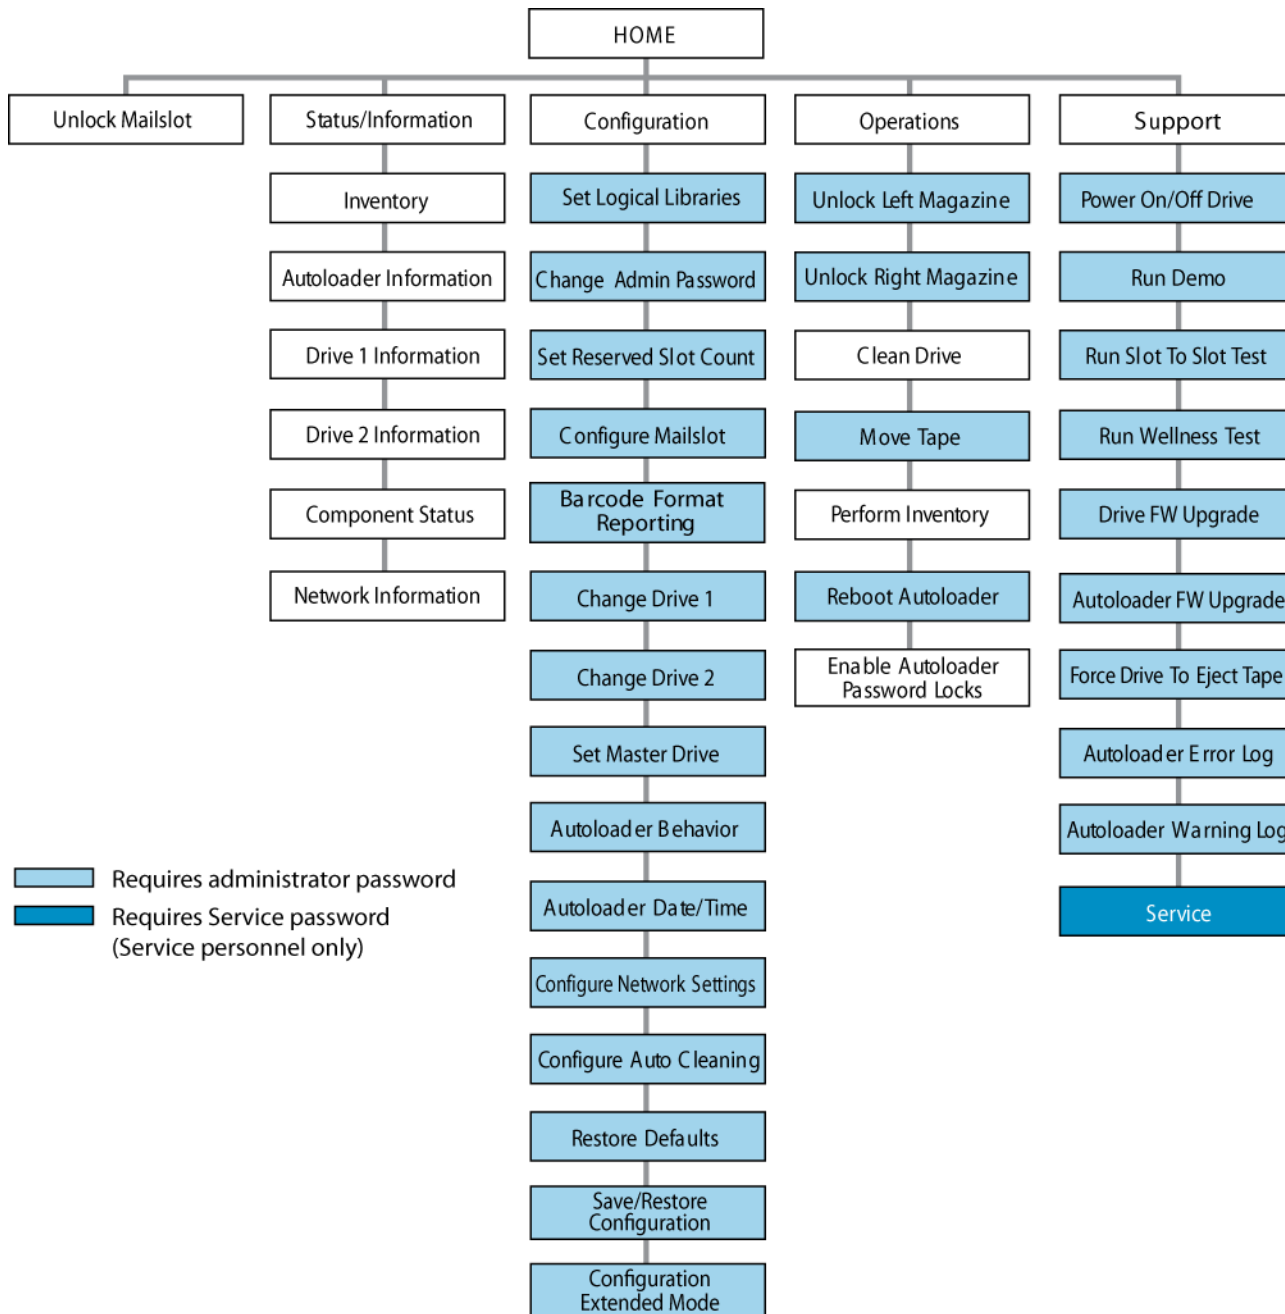 HOME
Unlock Mailslot
Status/Information
Configuration
Operations
Support
Inventory
Autoloader Information
Drive 1 Information
Drive 2 Information
Component Status
Network Information
Set Logical Libraries
Change Admin Password
Set Reserved Slot Count
Configure Mailslot
Barcode Format
Reporting
Change Drive 1
Change Drive 2
Set Master Drive
Autoloader Behavior
Autoloader Date/Time
Configure Network Settings
Configure Auto Cleaning
Restore Defaults
Save/Restore
Configuration
Configuration
Extended Mode
Unlock Left Magazine
Unlock Right Magazine
Clean Drive
Move Tape
Perform Inventory
Reboot Autoloader
Enable Autoloader
Password Locks
Power On/Off Drive
Run Demo
Run Slot To Slot Test
Run Wellness Test
Drive FW Upgrade
Autoloader FW Upgrade
Force Drive To Eject Tape
Autoloader Error Log
Autoloader Warning Log
Service
Requires administrator password
Requires Service password
(Service personnel only)